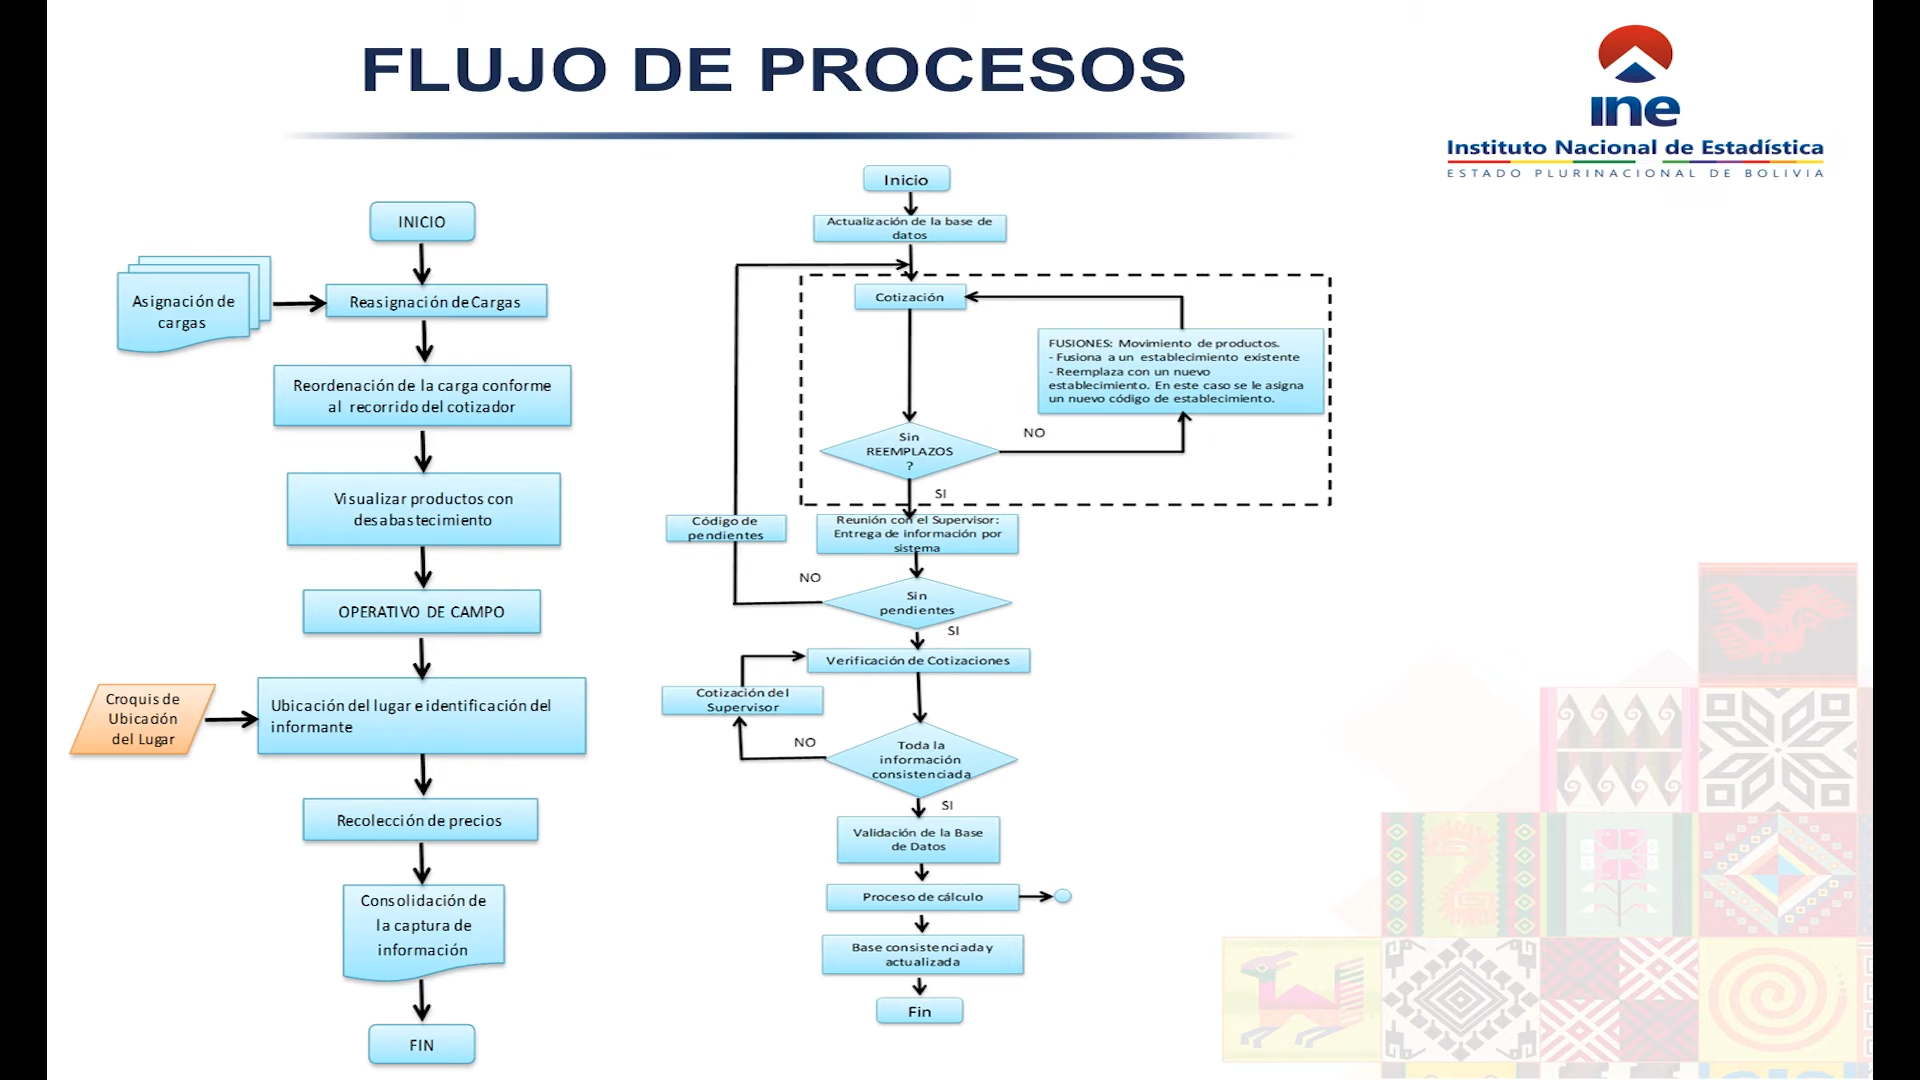 FLUJO DE PROCESOS
ine
Instituto Nacional de Estadística
ESTADO PLURINACIONAL DE BOLIVIA
INICIO
Asignación de
cargas
Reasignación de Cargas
Reordenación de la carga conforme
al recorrido del cotizador
Visualizar productos con
desabastecimiento
OPERATIVO DE CAMPO
Croquis de
Ubicación
del Lugar
Ubicación del lugar e identificación del
informante
Recolección de precios
Consolidación de
la captura de
información
FIN
Inicio
Actualización de la base de
datos
Cotización
FUSIONES: Movimiento de productos.
- Fusiona a un establecimiento existente
- Reemplaza con un nuevo
establecimiento. En este caso se le asigna
un nuevo código de establecimiento.
Sin
REEMPLAZOS
?
NO
SI
Código de
pendientes
Reunión con el Supervisor:
Entrega de información por
sistema
NO
Sin
pendientes
SI
Verificación de Cotizaciones
Cotización del
Supervisor
NO
Toda la
información
consistenciada
SI
Validación de la Base
de Datos
Proceso de cálculo
Base consistenciada y
actualizada
Fin